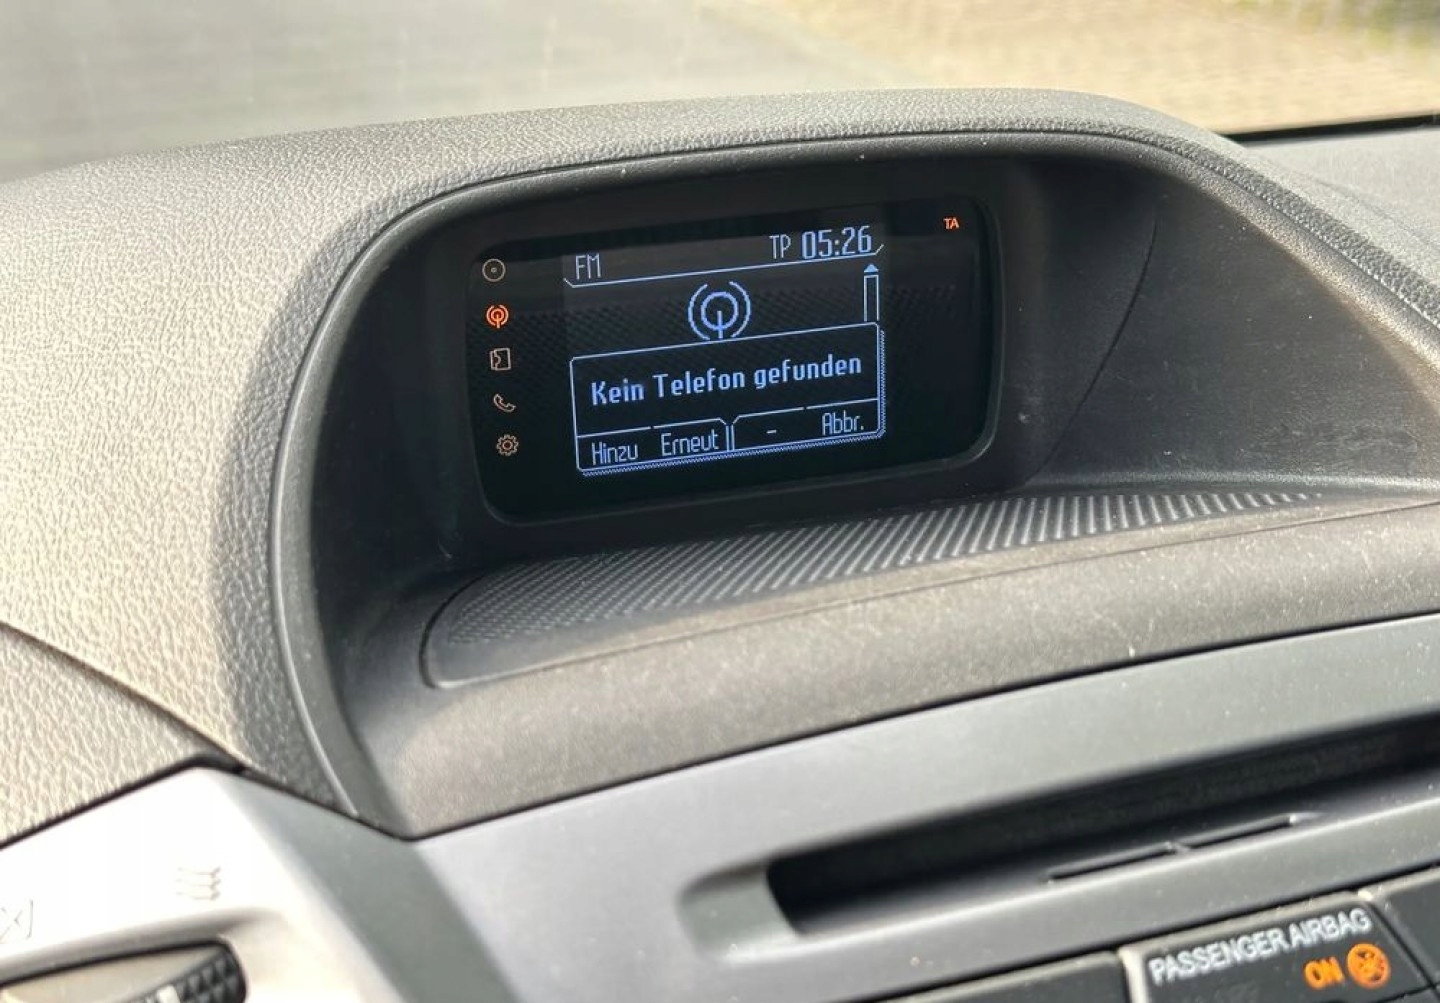 FM TP 05:26
TA
Kein Telefon gefunden
Hinzu Erneut - Abbr.
PASSENGER AIRBAG
ON